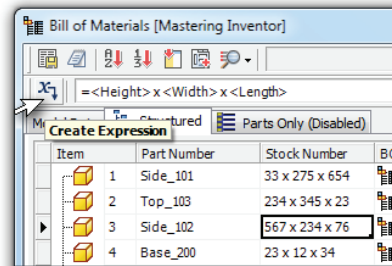 Bill of Materials [Mastering Inventor]
=<Height> x <Width> x <Length>
Structured Parts Only (Disabled)
Create Expression
Item Part Number Stock Number
1 Side_101 33 x 275 x 654
2 Top_103 234 x 345 x 23
3 Side_102 567 x 234 x 76
4 Base_200 23 x 12 x 34